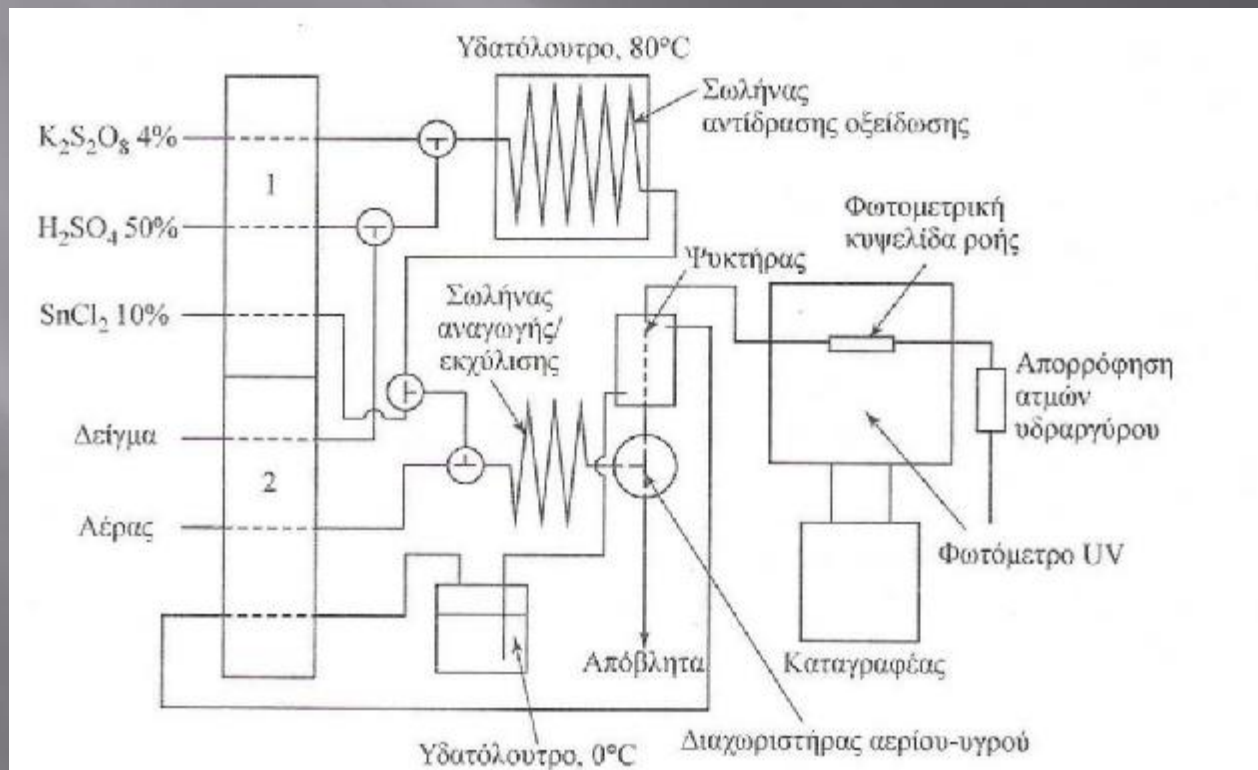 Υδατόλουτρο, 80°C
Σωλήνας
αντίδρασης οξείδωσης
K₂S₂O₈ 4%
1
H₂SO₄ 50%
SnCl₂ 10%
Φωτομετρική
κυψελίδα ροής
Ψυκτήρας
Σωλήνας
αναγωγής/
εκχύλισης
Απορρόφηση
ατμών
υδραργύρου
Δείγμα
2
Αέρας
Φωτόμετρο UV
Απόβλητα
Καταγραφέας
Υδατόλουτρο, 0°C
Διαχωριστήρας αερίου-υγρού